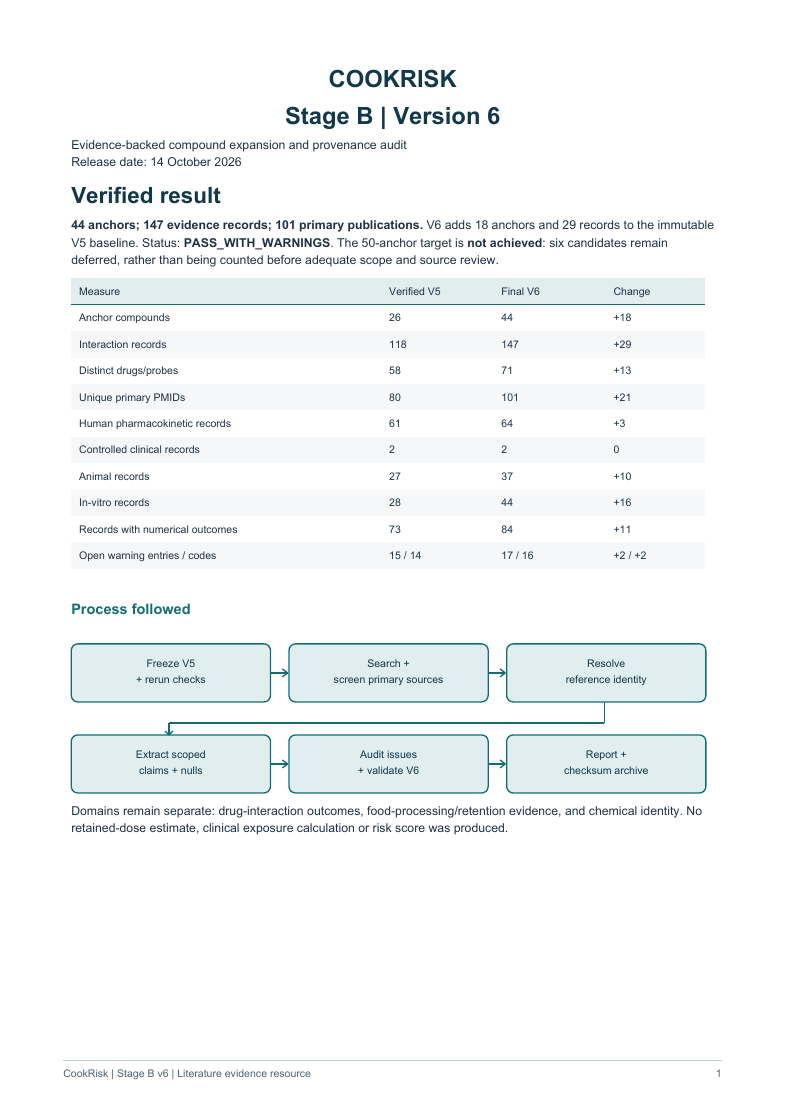 COOKRISK
Stage B | Version 6
Evidence-backed compound expansion and provenance audit
Release date: 14 October 2026
Verified result
44 anchors; 147 evidence records; 101 primary publications. V6 adds 18 anchors and 29 records to the immutable
V5 baseline. Status: PASS_WITH_WARNINGS. The 50-anchor target is not achieved: six candidates remain
deferred, rather than being counted before adequate scope and source review.
Measure Verified V5 Final V6 Change
Anchor compounds 26 44 +18
Interaction records 118 147 +29
Distinct drugs/probes 58 71 +13
Unique primary PMIDs 80 101 +21
Human pharmacokinetic records 61 64 +3
Controlled clinical records 2 2 0
Animal records 27 37 +10
In-vitro records 28 44 +16
Records with numerical outcomes 73 84 +11
Open warning entries / codes 15 / 14 17 / 16 +2 / +2
Process followed
Freeze V5
+ rerun checks
Search +
screen primary sources
Resolve
reference identity
Extract scoped
claims + nulls
Audit issues
+ validate V6
Report +
checksum archive
Domains remain separate: drug-interaction outcomes, food-processing/retention evidence, and chemical identity. No
retained-dose estimate, clinical exposure calculation or risk score was produced.
CookRisk | Stage B v6 | Literature evidence resource 1